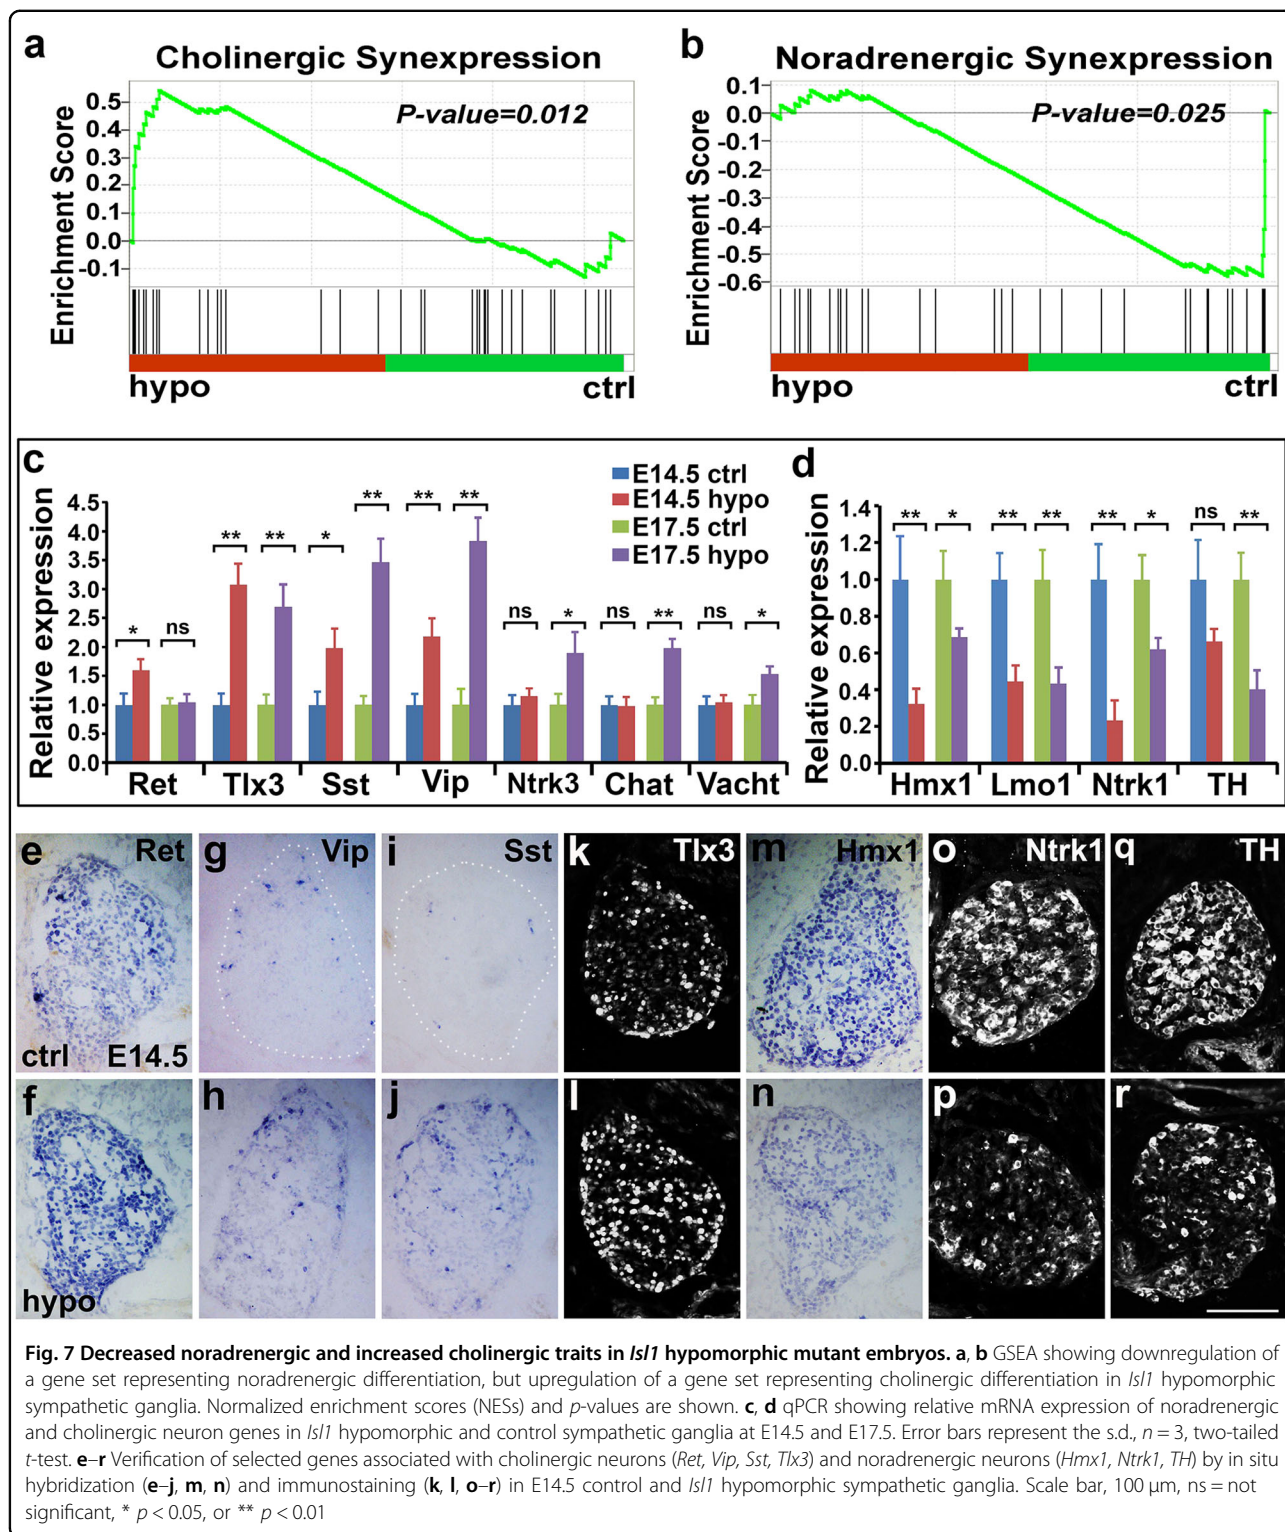 a
Cholinergic Synexpression
P-value=0.012
Enrichment Score
0.5
0.4
0.3
0.2
0.1
0.0
-0.1
hypo ctrl
b
Noradrenergic Synexpression
P-value=0.025
Enrichment Score
0.1
0.0
-0.1
-0.2
-0.3
-0.4
-0.5
-0.6
hypo ctrl
c
E14.5 ctrl
E14.5 hypo
E17.5 ctrl
E17.5 hypo
Relative expression
4.5
4.0
3.5
3.0
2.5
2.0
1.5
1.0
0.5
0.0
* ns ** ** * ** ** ** ns * ns ** ns *
Ret Tlx3 Sst Vip Ntrk3 Chat Vacht
d
Relative expression
1.4
1.2
1.0
0.8
0.6
0.4
0.2
0.0
** * ** ** ** * ns **
Hmx1 Lmo1 Ntrk1 TH
e Ret g Vip i Sst k Tlx3 m Hmx1 o Ntrk1 q TH
ctrl E14.5
f h j l n p r
hypo
Fig. 7 Decreased noradrenergic and increased cholinergic traits in Isl1 hypomorphic mutant embryos. a, b GSEA showing downregulation of
a gene set representing noradrenergic differentiation, but upregulation of a gene set representing cholinergic differentiation in Isl1 hypomorphic
sympathetic ganglia. Normalized enrichment scores (NESs) and p-values are shown. c, d qPCR showing relative mRNA expression of noradrenergic
and cholinergic neuron genes in Isl1 hypomorphic and control sympathetic ganglia at E14.5 and E17.5. Error bars represent the s.d., n = 3, two-tailed
t-test. e–r Verification of selected genes associated with cholinergic neurons (Ret, Vip, Sst, Tlx3) and noradrenergic neurons (Hmx1, Ntrk1, TH) by in situ
hybridization (e–j, m, n) and immunostaining (k, l, o–r) in E14.5 control and Isl1 hypomorphic sympathetic ganglia. Scale bar, 100 μm, ns = not
significant, * p < 0.05, or ** p < 0.01